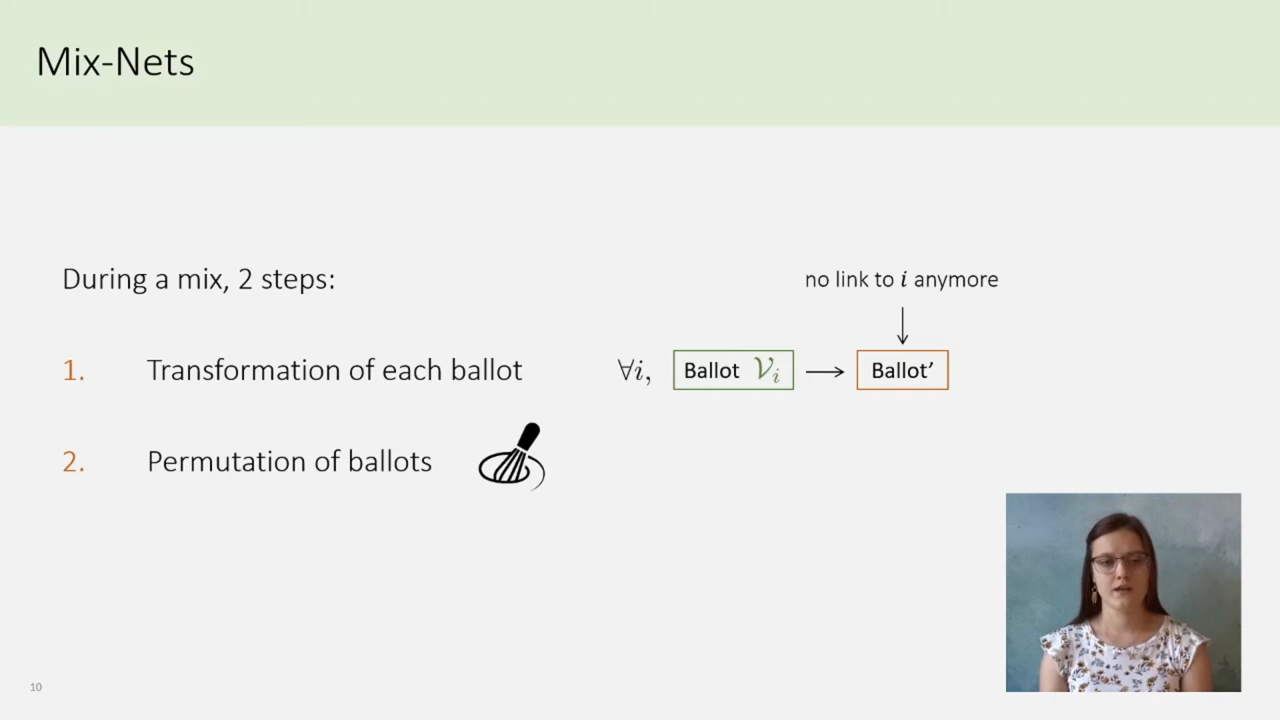 Mix-Nets
During a mix, 2 steps:
no link to i anymore
1. Transformation of each ballot
∀i, Ballot 𝒱ᵢ → Ballot′
2. Permutation of ballots
10